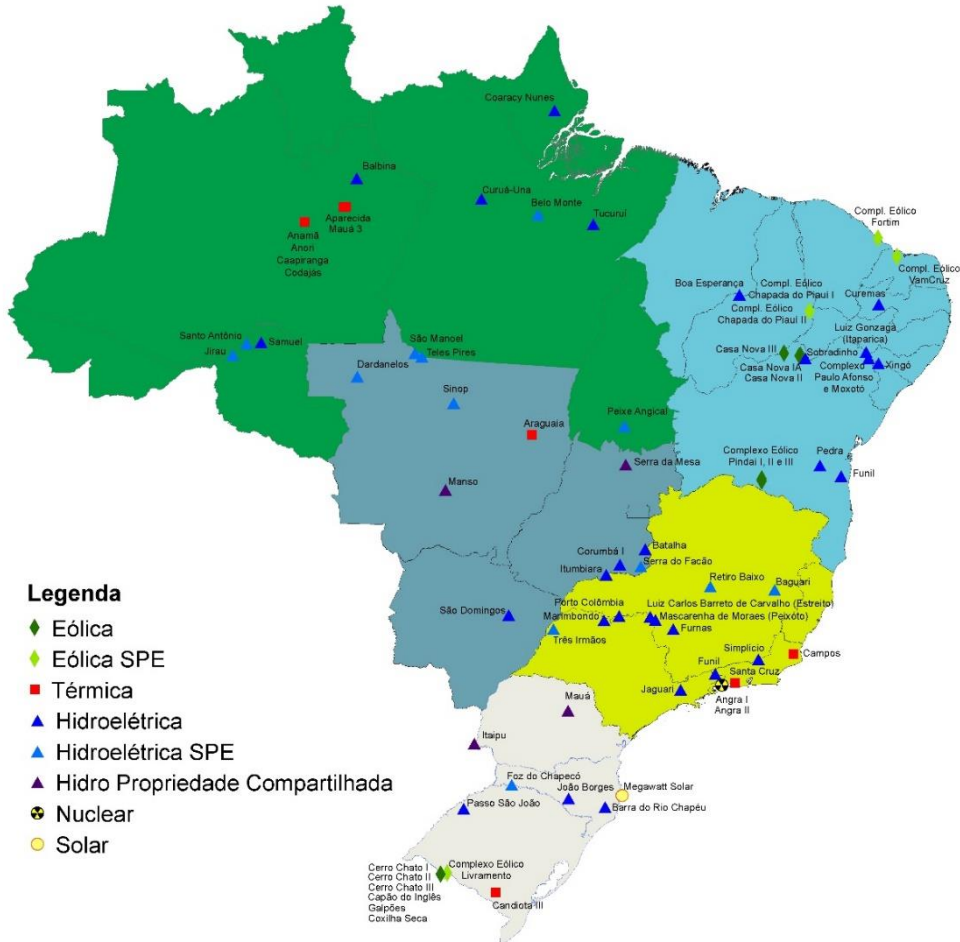 Coaracy Nunes
Balbina
Curuá-Una
Belo Monte
Tucuruí
Aparecida
Mauá 3
Anamã
Anori
Caapiranga
Codajás
Compl. Eólico
Fortim
Compl. Eólico
VamCruz
Boa Esperança
Compl. Eólico
Chapada do Piauí I
Compl. Eólico
Chapada do Piauí II
Curemas
Luiz Gonzaga
(Itaparica)
Casa Nova III
Sobradinho
Casa Nova IA
Casa Nova II
Complexo
Paulo Afonso
e Moxotó
Xingó
Santo Antônio
Samuel
Jirau
São Manoel
Teles Pires
Dardanelos
Sinop
Araguaia
Peixe Angical
Serra da Mesa
Manso
Complexo Eólico
Pindaí I, II e III
Pedra
Funil
Batalha
Corumbá I
Serra do Facão
Itumbiara
Retiro Baixo
Baguari
São Domingos
Porto Colômbia
Marimbondo
Luiz Carlos Barreto de Carvalho (Estreito)
Mascarenha de Moraes (Peixoto)
Três Irmãos
Furnas
Simplício
Campos
Funil
Santa Cruz
Jaguari
Angra I
Angra II
Mauá
Itaipu
Foz do Chapecó
João Borges
Megawatt Solar
Passo São João
Barra do Rio Chapéu
Cerro Chato I
Cerro Chato II
Cerro Chato III
Capão do Inglês
Galpões
Coxilha Seca
Complexo Eólico
Livramento
Candiota III
Legenda
Eólica
Eólica SPE
Térmica
Hidroelétrica
Hidroelétrica SPE
Hidro Propriedade Compartilhada
Nuclear
Solar